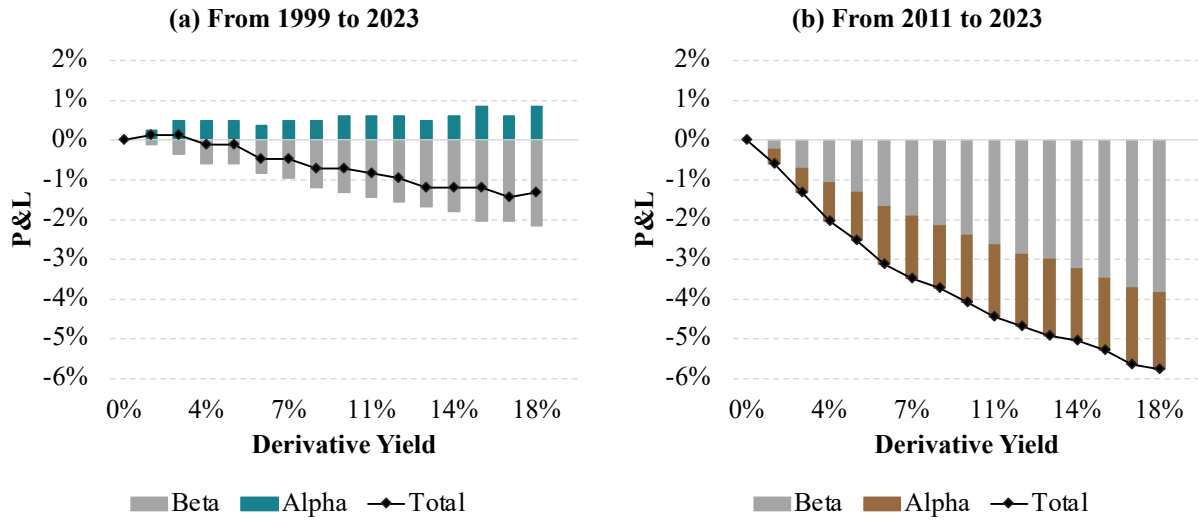 (a) From 1999 to 2023
2%
1%
0%
-1%
-2%
-3%
-4%
-5%
-6%
P&L
0% 4% 7% 11% 14% 18%
Derivative Yield
Beta Alpha Total
(b) From 2011 to 2023
2%
1%
0%
-1%
-2%
-3%
-4%
-5%
-6%
P&L
0% 4% 7% 11% 14% 18%
Derivative Yield
Beta Alpha Total